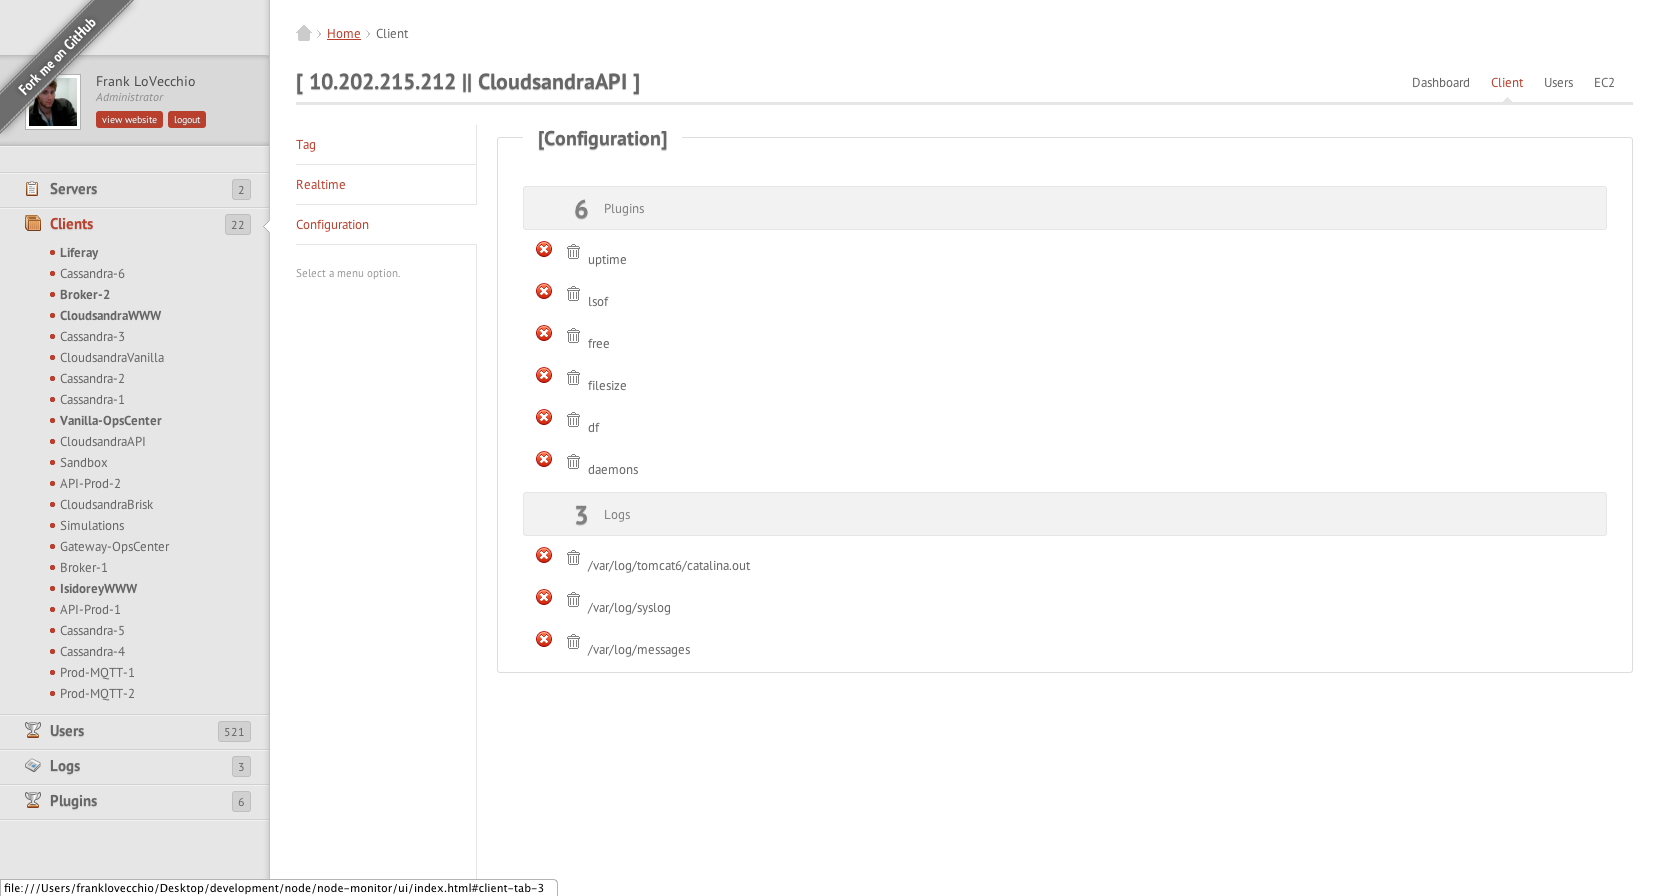 Fork me on GitHub
Frank LoVecchio
Administrator
view website logout
Servers 2
Clients 22
Liferay
Cassandra-6
Broker-2
CloudsandraWWW
Cassandra-3
CloudsandraVanilla
Cassandra-2
Cassandra-1
Vanilla-OpsCenter
CloudsandraAPI
Sandbox
API-Prod-2
CloudsandraBrisk
Simulations
Gateway-OpsCenter
Broker-1
IsidoreyWWW
API-Prod-1
Cassandra-5
Cassandra-4
Prod-MQTT-1
Prod-MQTT-2
Users 521
Logs 3
Plugins 6
Home › Client
[ 10.202.215.212 || CloudsandraAPI ]
Dashboard Client Users EC2
Tag
Realtime
Configuration
Select a menu option.
[Configuration]
6 Plugins
uptime
lsof
free
filesize
df
daemons
3 Logs
/var/log/tomcat6/catalina.out
/var/log/syslog
/var/log/messages
file:///Users/franklovecchio/Desktop/development/node/node-monitor/ui/index.html#client-tab-3